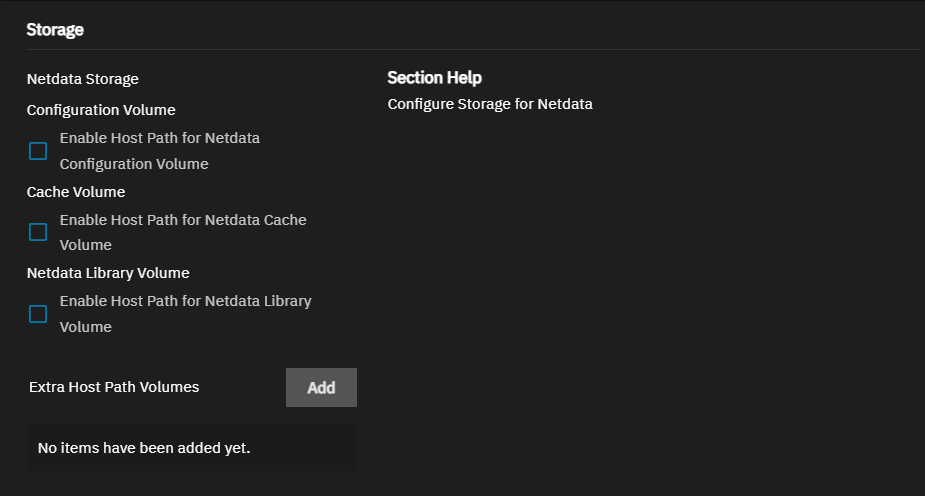 Storage
Netdata Storage
Configuration Volume
Enable Host Path for Netdata
Configuration Volume
Cache Volume
Enable Host Path for Netdata Cache
Volume
Netdata Library Volume
Enable Host Path for Netdata Library
Volume
Extra Host Path Volumes
Add
No items have been added yet.
Section Help
Configure Storage for Netdata